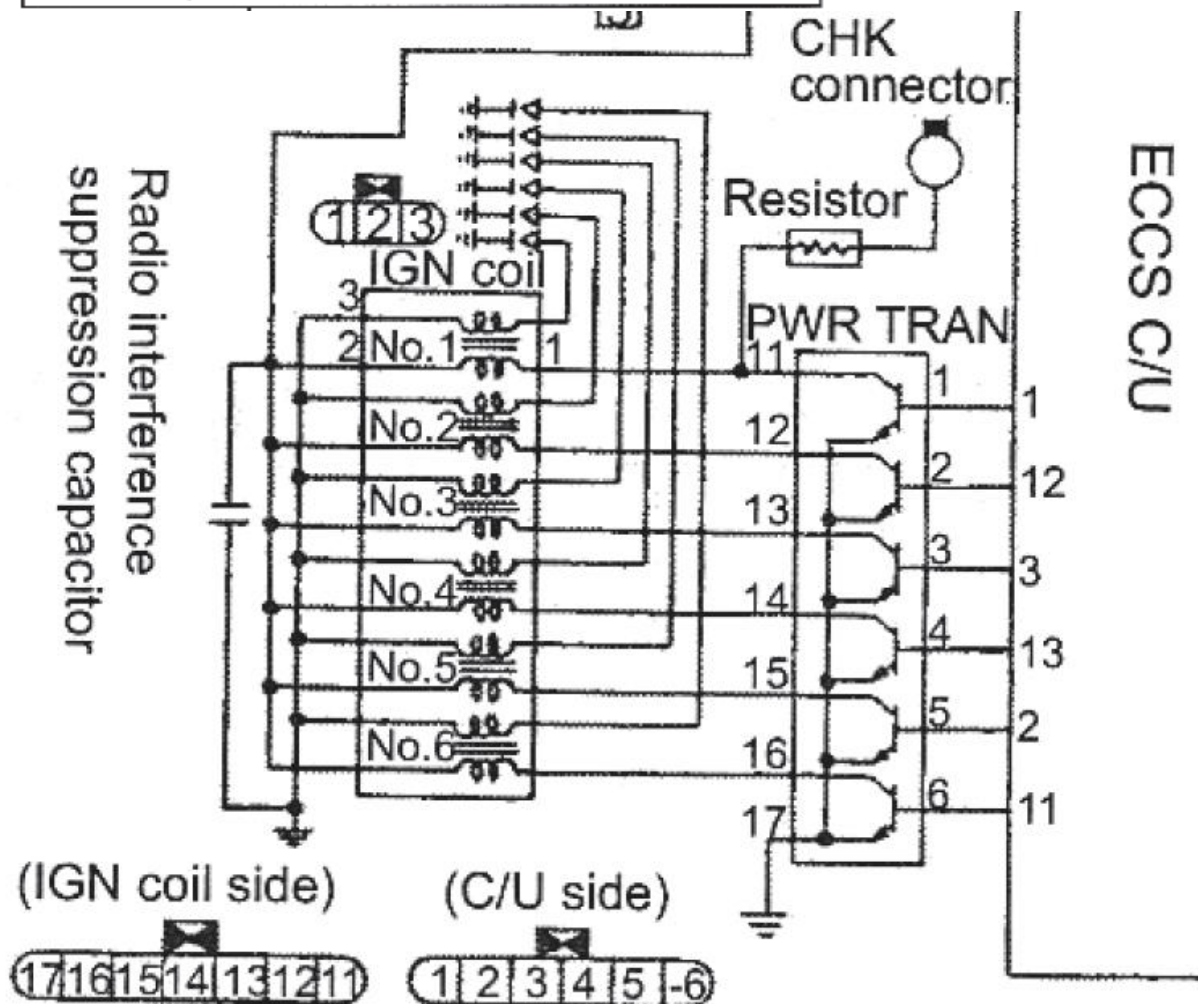 CHK
connector
ECCS C/U
Radio interference
suppression capacitor
Resistor
1 2 3
IGN coil
PWR TRAN
3
2 No.1 1
11 1 1
No.2
12 2 12
No.3
13 3 3
No.4
14 4 13
No.5
15 5 2
No.6
16 6 11
17
(IGN coil side)
(C/U side)
17 16 15 14 13 12 11
1 2 3 4 5 -6